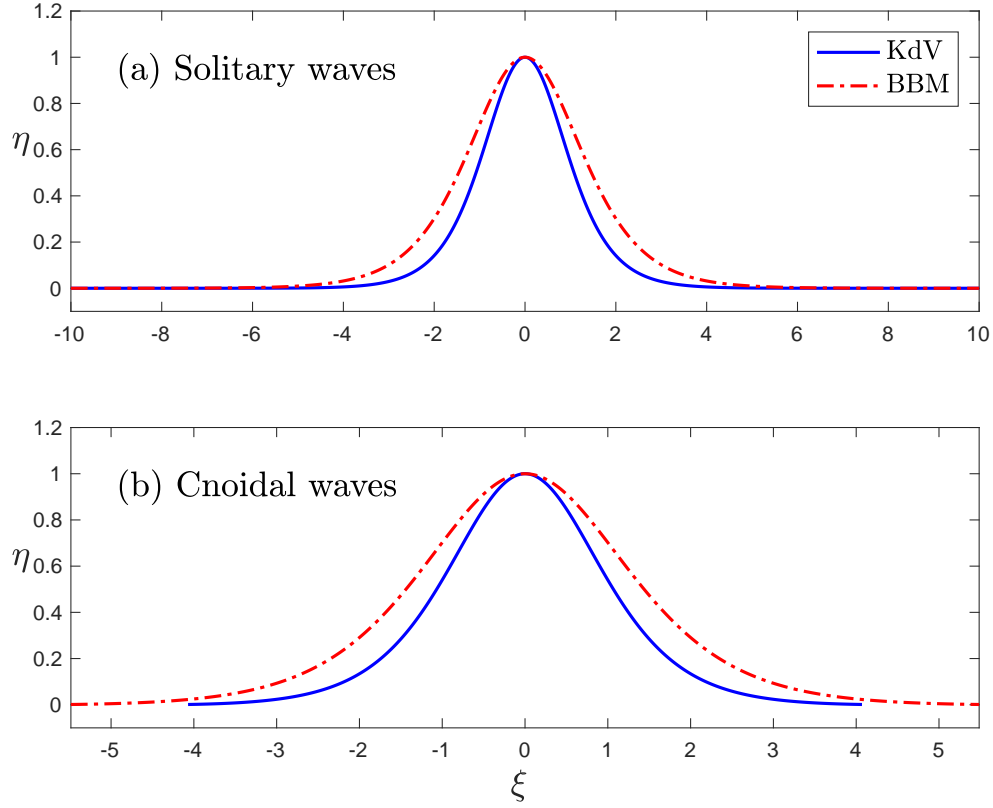 1.2
(a) Solitary waves
KdV
BBM
1
0.8
η
0.6
0.4
0.2
0
-10 -8 -6 -4 -2 0 2 4 6 8 10
1.2
(b) Cnoidal waves
1
0.8
η
0.6
0.4
0.2
0
-5 -4 -3 -2 -1 0 1 2 3 4 5
ξ